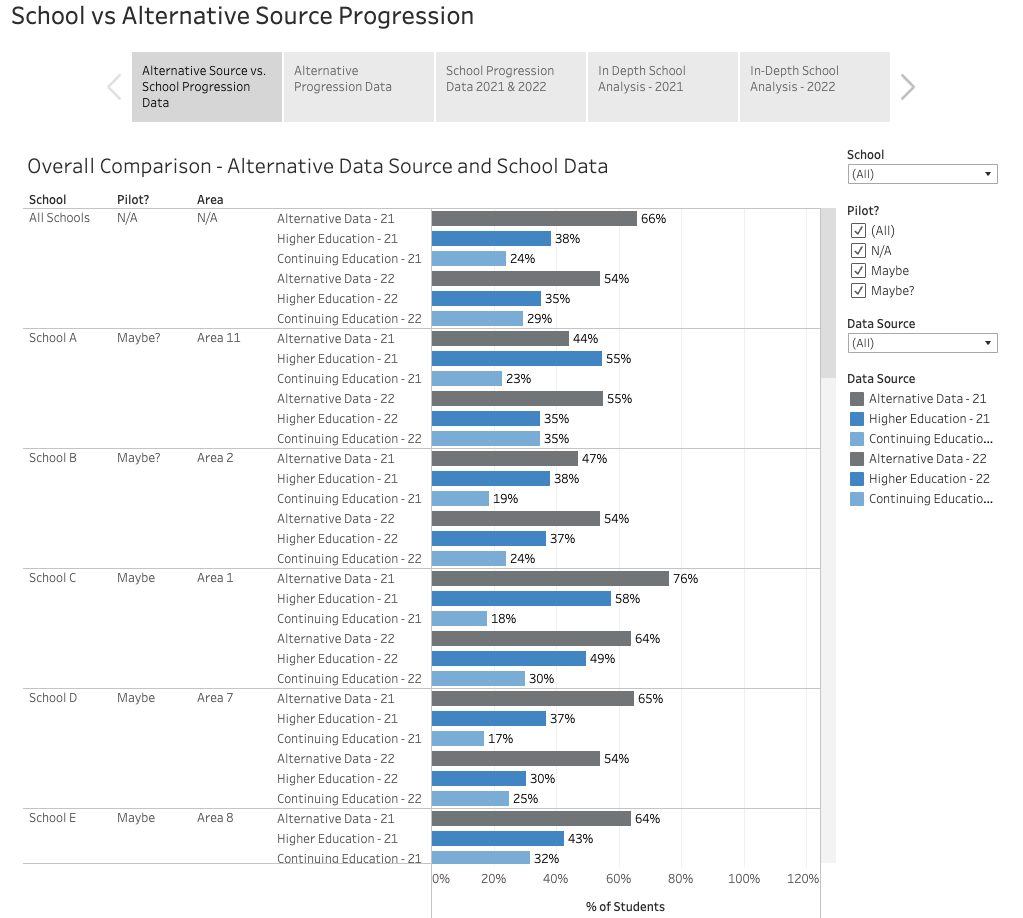 School vs Alternative Source Progression
Alternative Source vs.
School Progression
Data
Alternative
Progression Data
School Progression
Data 2021 & 2022
In Depth School
Analysis - 2021
In-Depth School
Analysis - 2022
Overall Comparison - Alternative Data Source and School Data
School Pilot? Area
All Schools N/A N/A Alternative Data - 21 66%
Higher Education - 21 38%
Continuing Education - 21 24%
Alternative Data - 22 54%
Higher Education - 22 35%
Continuing Education - 22 29%
School A Maybe? Area 11 Alternative Data - 21 44%
Higher Education - 21 55%
Continuing Education - 21 23%
Alternative Data - 22 55%
Higher Education - 22 35%
Continuing Education - 22 35%
School B Maybe? Area 2 Alternative Data - 21 47%
Higher Education - 21 38%
Continuing Education - 21 19%
Alternative Data - 22 54%
Higher Education - 22 37%
Continuing Education - 22 24%
School C Maybe Area 1 Alternative Data - 21 76%
Higher Education - 21 58%
Continuing Education - 21 18%
Alternative Data - 22 64%
Higher Education - 22 49%
Continuing Education - 22 30%
School D Maybe Area 7 Alternative Data - 21 65%
Higher Education - 21 37%
Continuing Education - 21 17%
Alternative Data - 22 54%
Higher Education - 22 30%
Continuing Education - 22 25%
School E Maybe Area 8 Alternative Data - 21 64%
Higher Education - 21 43%
Continuing Education - 21 32%
0% 20% 40% 60% 80% 100% 120%
% of Students
School
(All)
Pilot?
(All)
N/A
Maybe
Maybe?
Data Source
(All)
Data Source
Alternative Data - 21
Higher Education - 21
Continuing Educatio...
Alternative Data - 22
Higher Education - 22
Continuing Educatio...